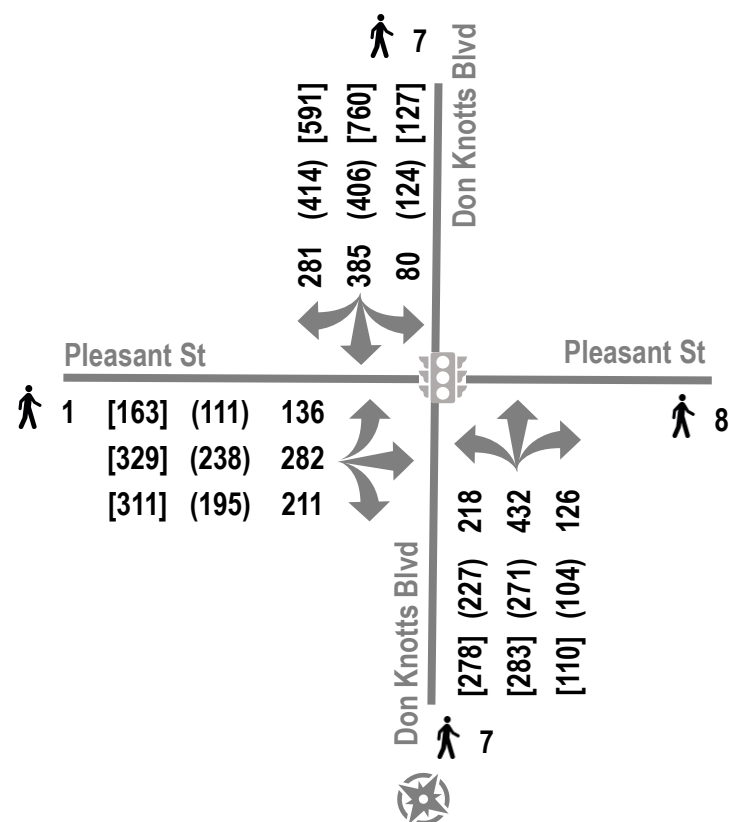 7
Don Knotts Blvd
281 (414) [591]
385 (406) [760]
80 (124) [127]
Pleasant St
Pleasant St
1 [163] (111) 136
[329] (238) 282
[311] (195) 211
8
[278] (227) 218
[283] (271) 432
[110] (104) 126
Don Knotts Blvd
7